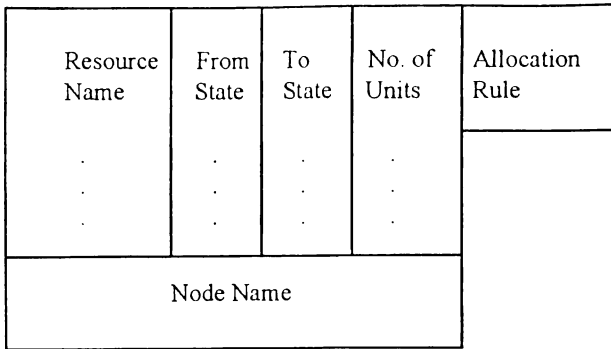 Resource From To No. of Allocation
Name State State Units Rule
. . . .
. . . .
. . . .
Node Name